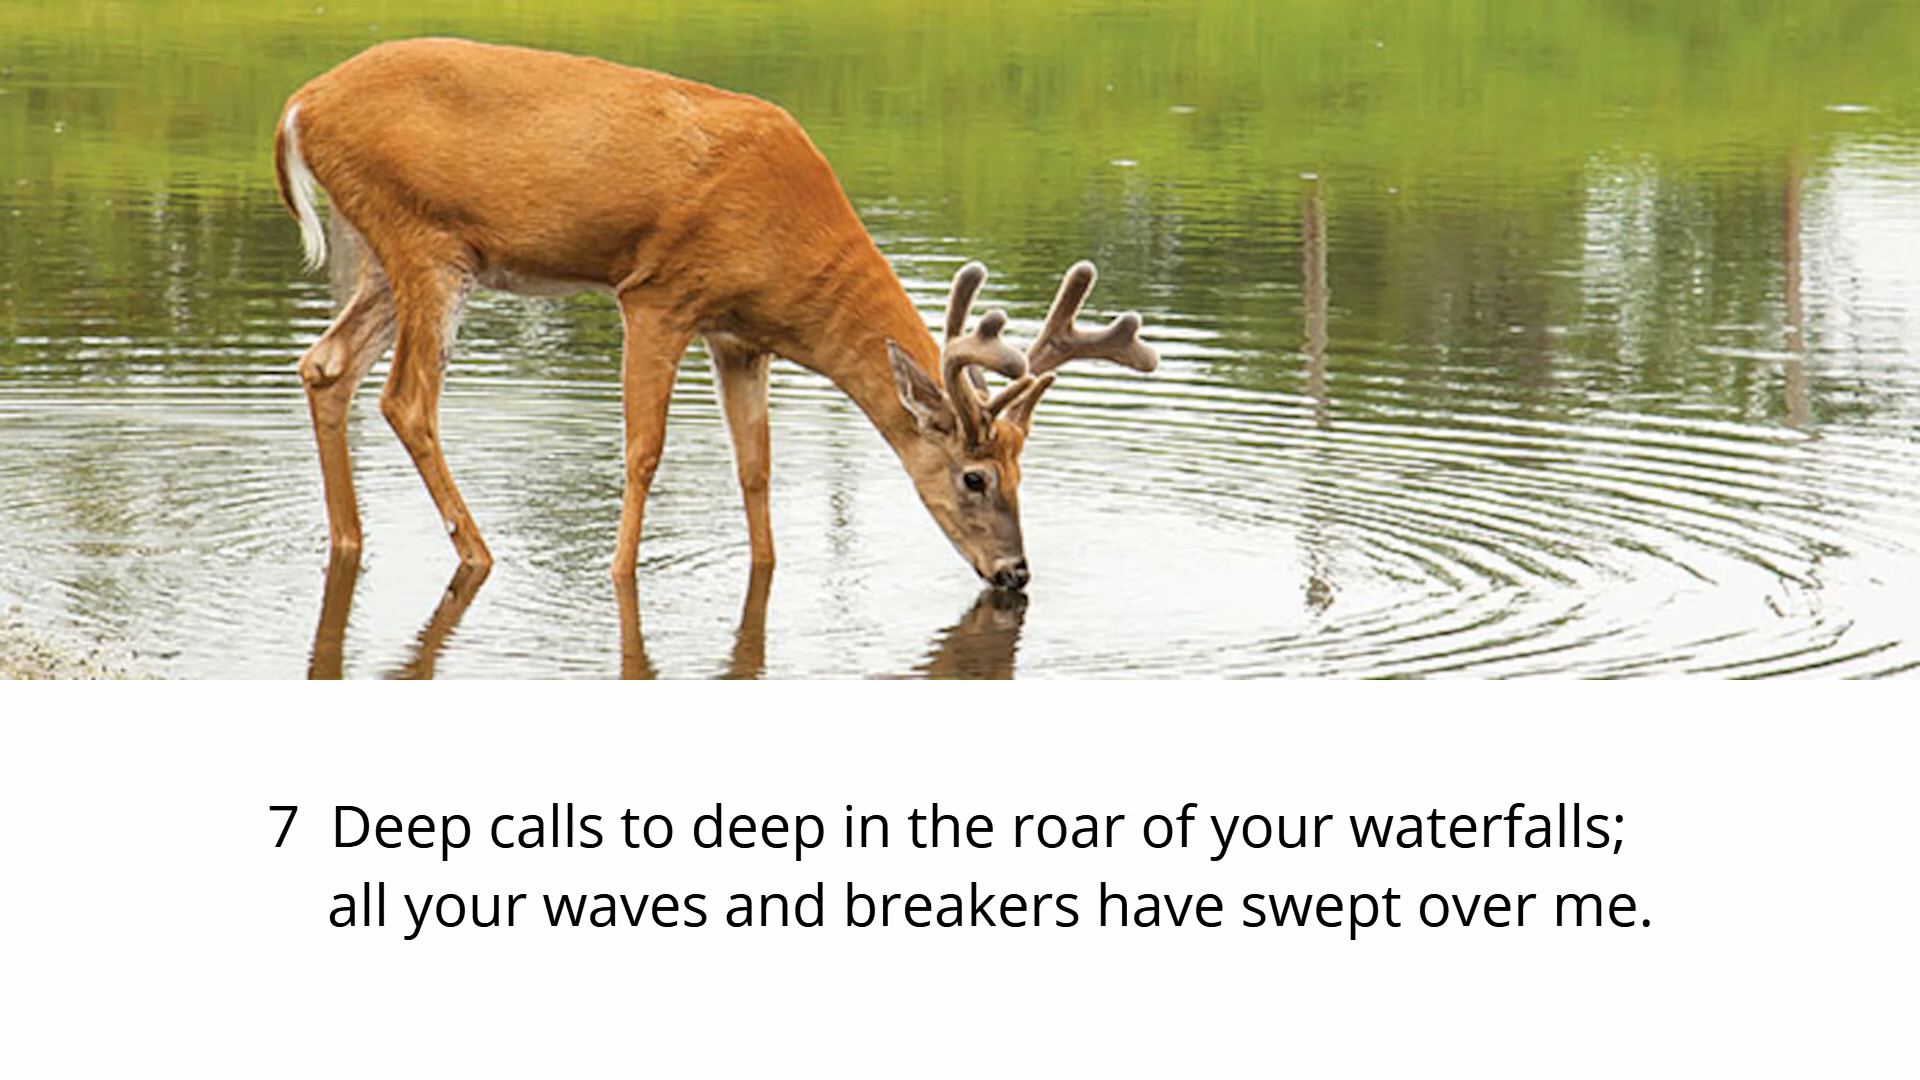 7 Deep calls to deep in the roar of your waterfalls;
all your waves and breakers have swept over me.